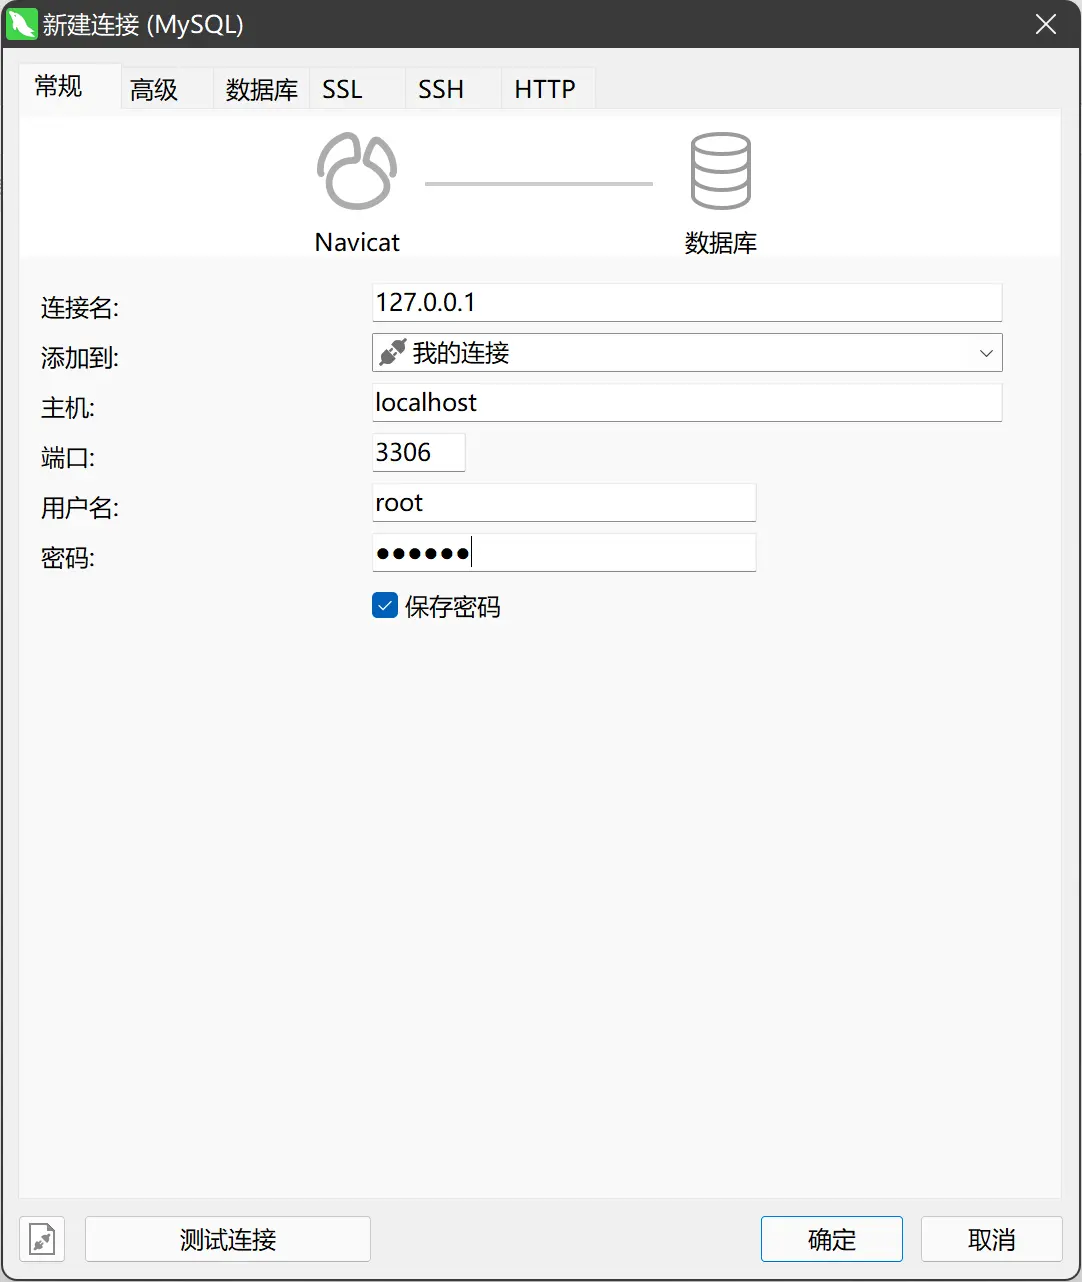 新建连接 (MySQL)
常规 高级 数据库 SSL SSH HTTP
Navicat 数据库
连接名: 127.0.0.1
添加到: 我的连接
主机: localhost
端口: 3306
用户名: root
密码: ●●●●●●
保存密码
测试连接 确定 取消